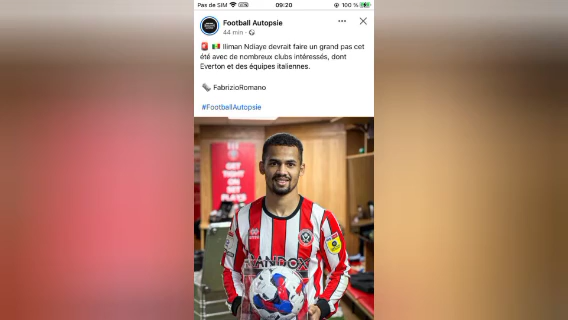 Pas de SIM
09:20
100 %
Football Autopsie
44 min
Iliman Ndiaye devrait faire un grand pas cet
été avec de nombreux clubs intéressés, dont
Everton et des équipes italiennes.
FabrizioRomano
#FootballAutopsie
GET
TIGHT
ON
SET
PLAYS